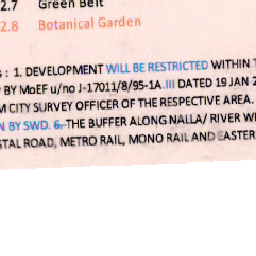 2.7 Green Belt
2.8 Botanical Garden
: 1. DEVELOPMENT WILL BE RESTRICTED WITHIN
BY MoEF u/no J-17011/8/95-1A.III DATED 19 JAN 2
CITY SURVEY OFFICER OF THE RESPECTIVE AREA.
BY SWD. 6. THE BUFFER ALONG NALLA/ RIVER
ROAD, METRO RAIL, MONO RAIL AND EASTER